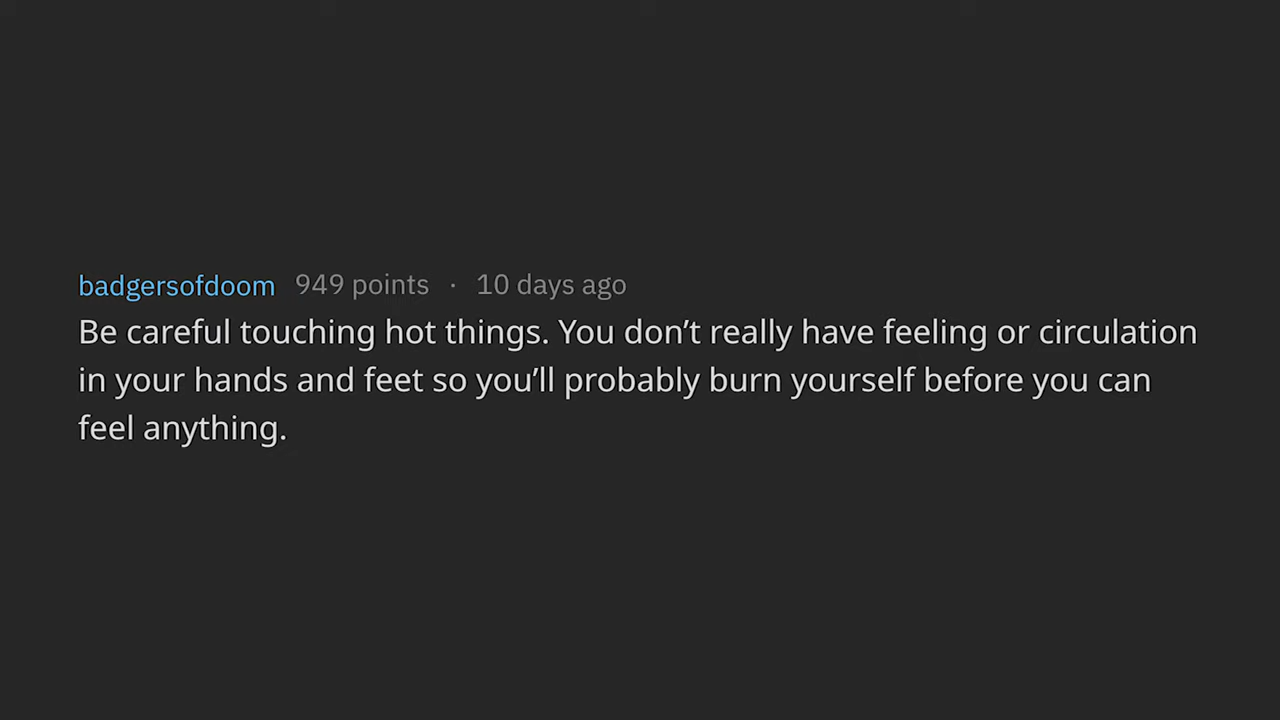 badgersofdoom 949 points · 10 days ago
Be careful touching hot things. You don’t really have feeling or circulation
in your hands and feet so you’ll probably burn yourself before you can
feel anything.